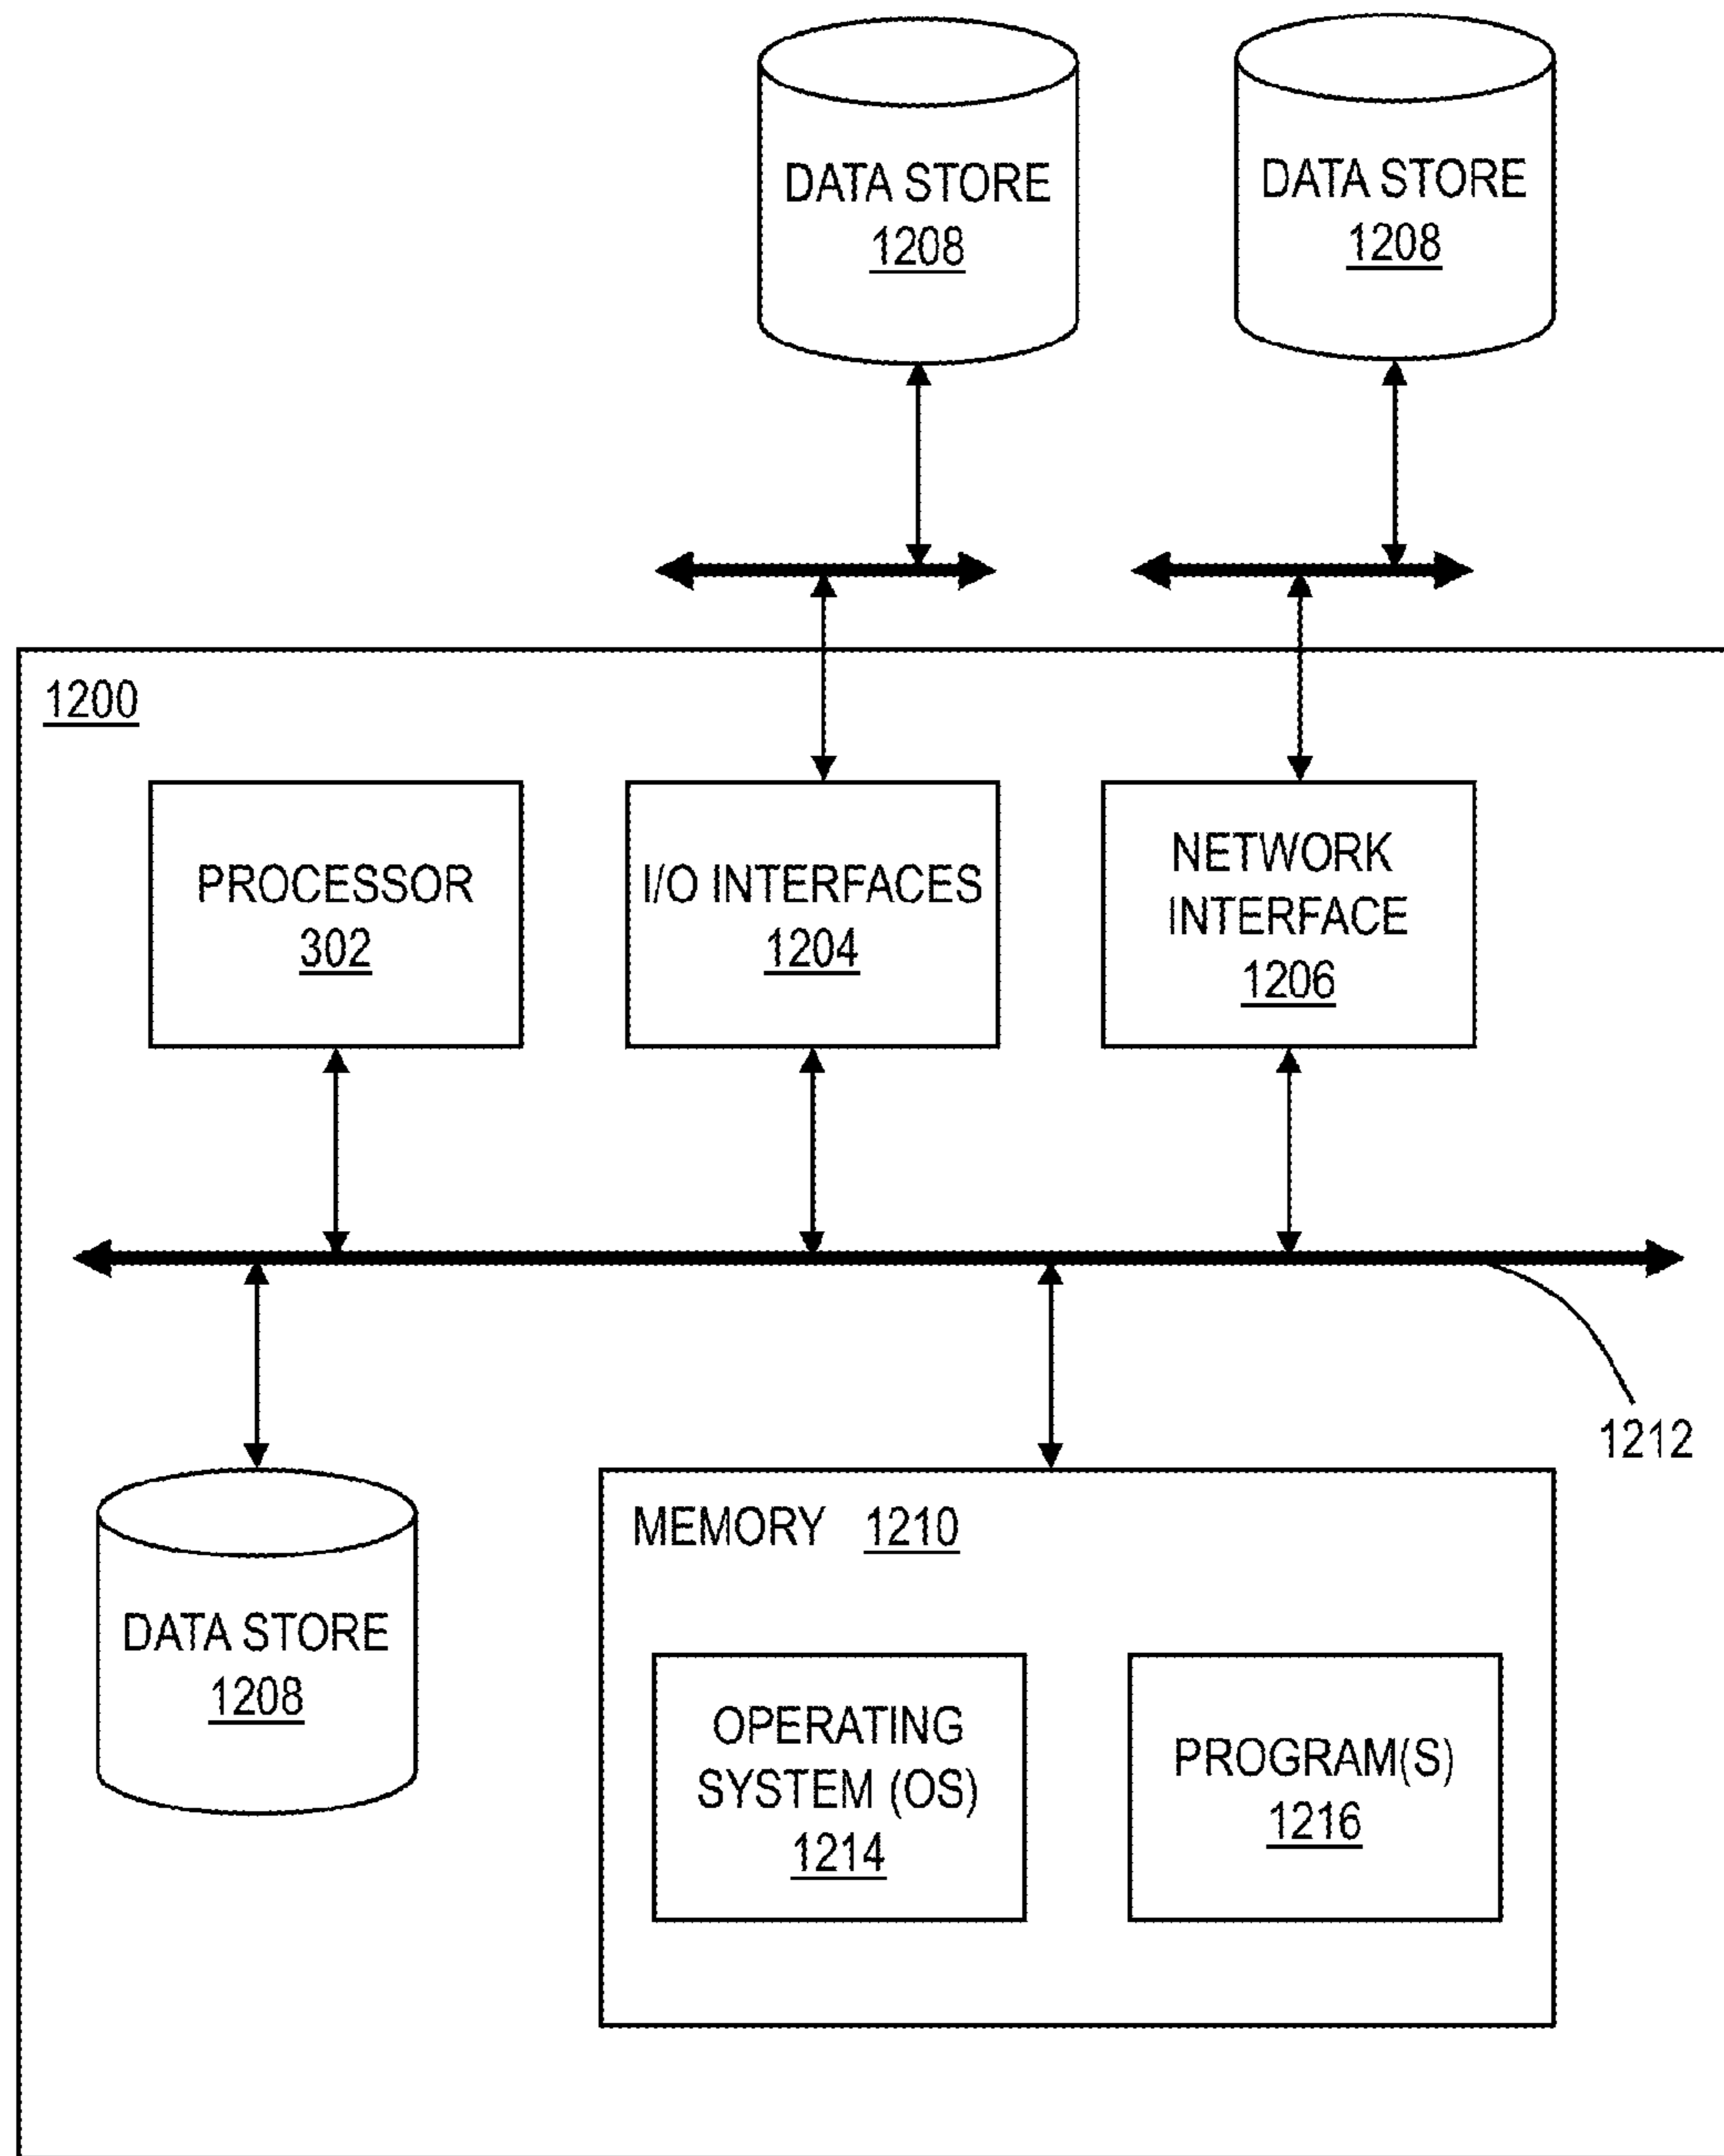 DATA STORE
1208
DATA STORE
1208
1200
PROCESSOR
302
I/O INTERFACES
1204
NETWORK
INTERFACE
1206
1212
DATA STORE
1208
MEMORY 1210
OPERATING
SYSTEM (OS)
1214
PROGRAM(S)
1216